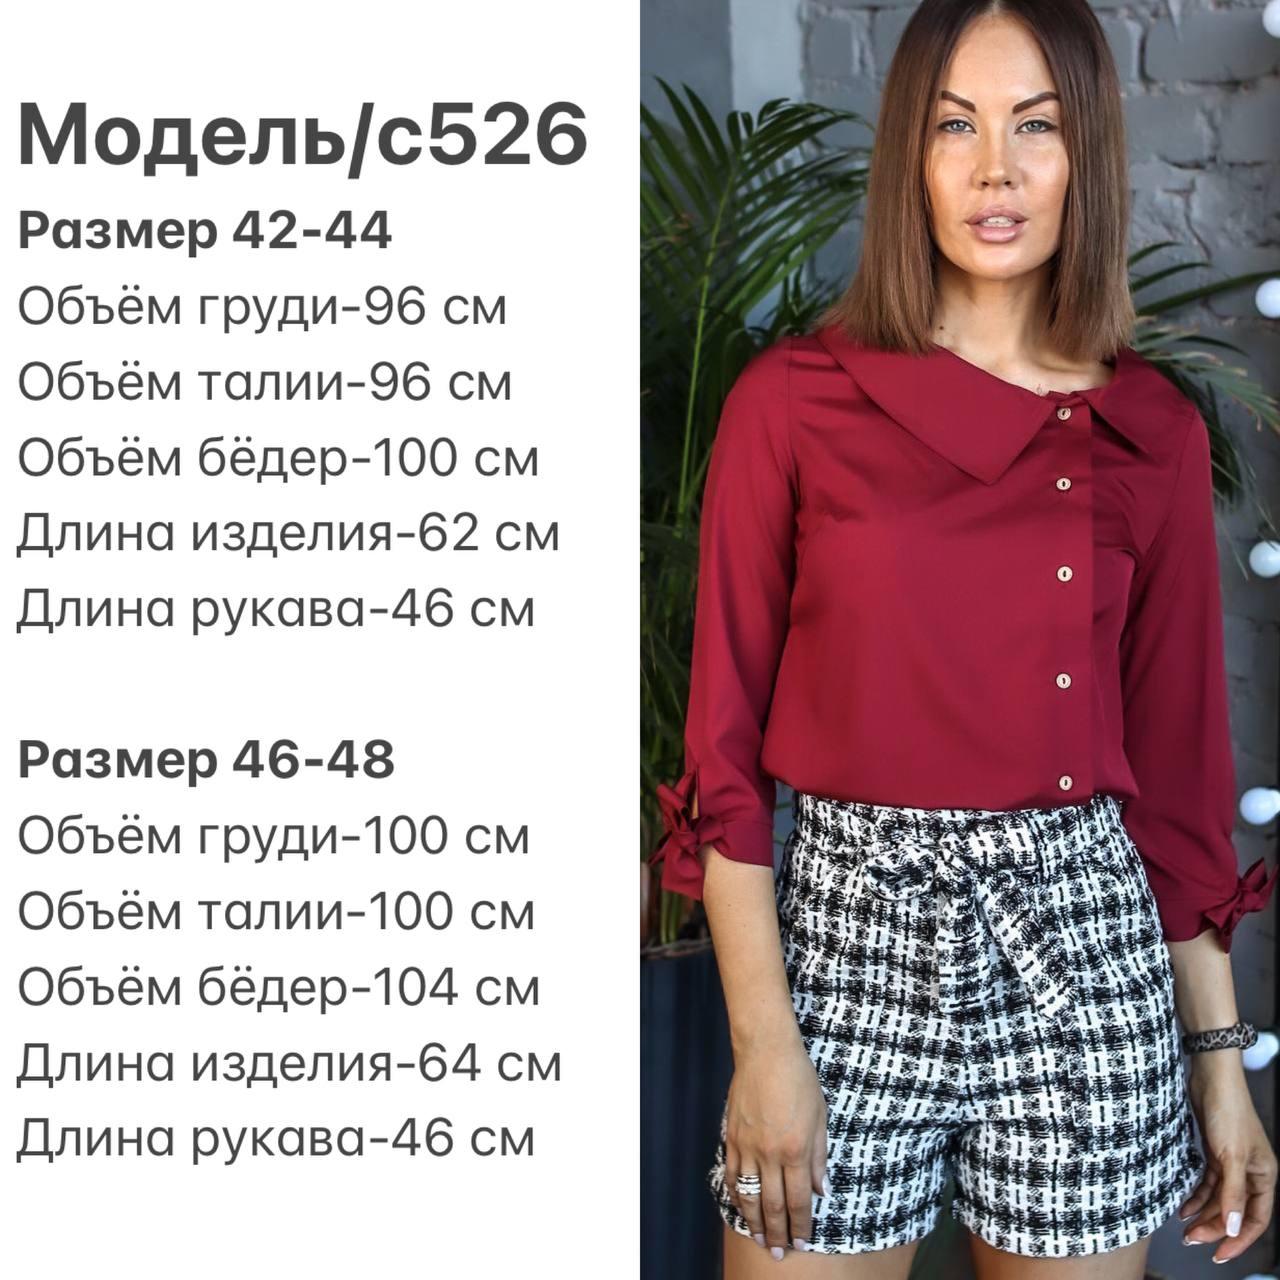 Модель/с526
Размер 42-44
Объём груди-96 см
Объём талии-96 см
Объём бёдер-100 см
Длина изделия-62 см
Длина рукава-46 см
Размер 46-48
Объём груди-100 см
Объём талии-100 см
Объём бёдер-104 см
Длина изделия-64 см
Длина рукава-46 см